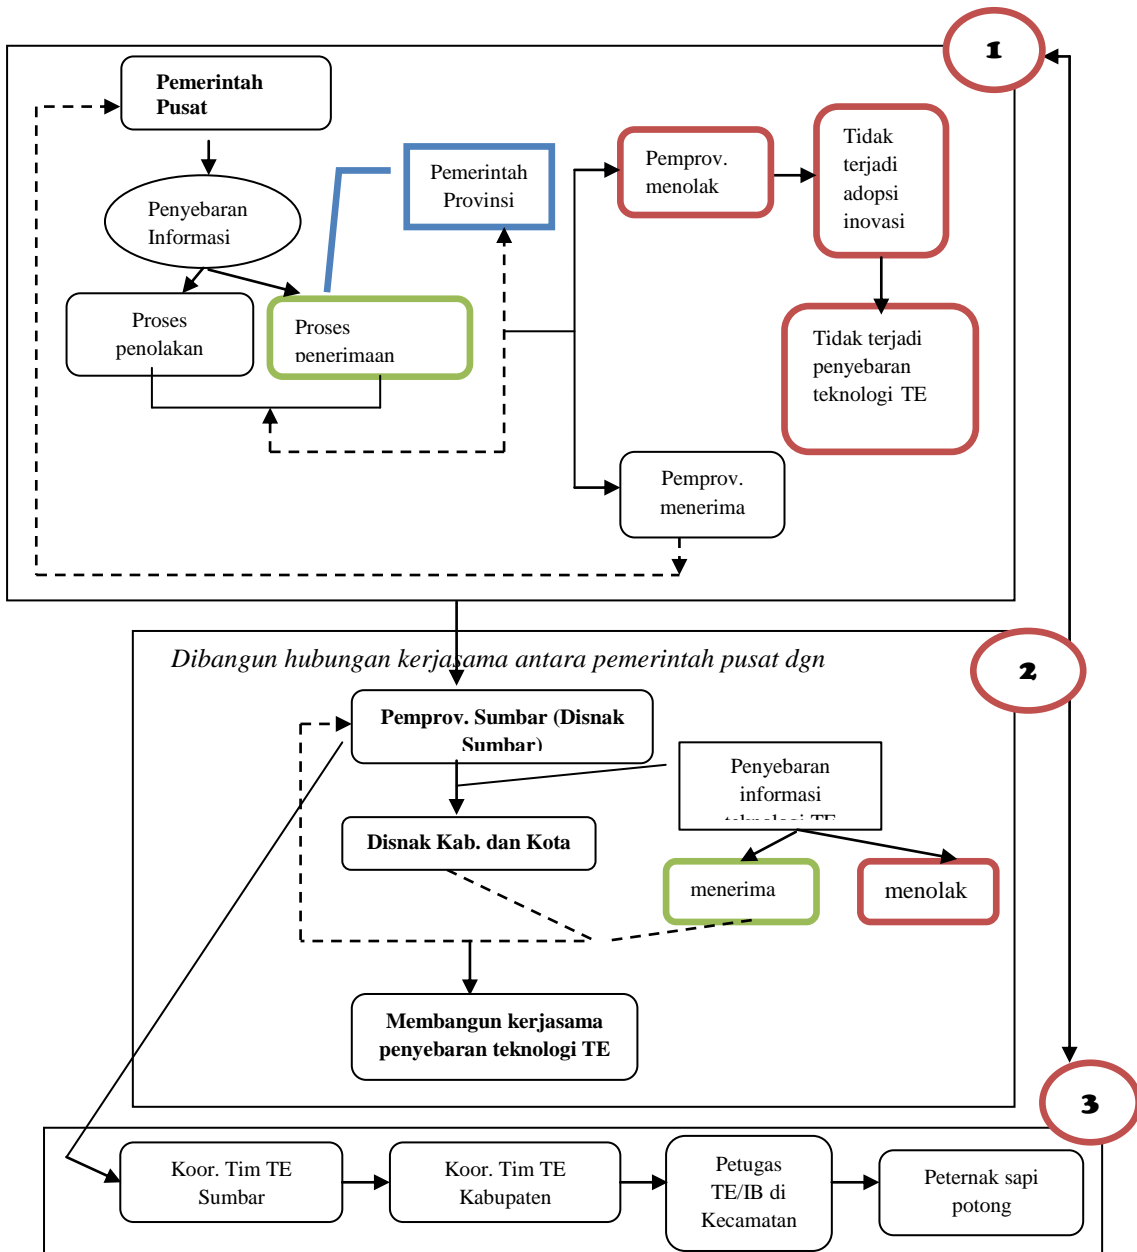 1
Pemerintah
Pusat
Penyebaran
Informasi
Proses
penolakan
Proses
penerimaan
Pemerintah
Provinsi
Pemprov.
menolak
Tidak
terjadi
adopsi
inovasi
Tidak terjadi
penyebaran
teknologi TE
Pemprov.
menerima
2
Dibangun hubungan kerjasama antara pemerintah pusat dgn
Pemprov. Sumbar (Disnak
Sumbar)
Penyebaran
informasi
teknologi TE
Disnak Kab. dan Kota
menerima
menolak
Membangun kerjasama
penyebaran teknologi TE
3
Koor. Tim TE
Sumbar
Koor. Tim TE
Kabupaten
Petugas
TE/IB di
Kecamatan
Peternak sapi
potong